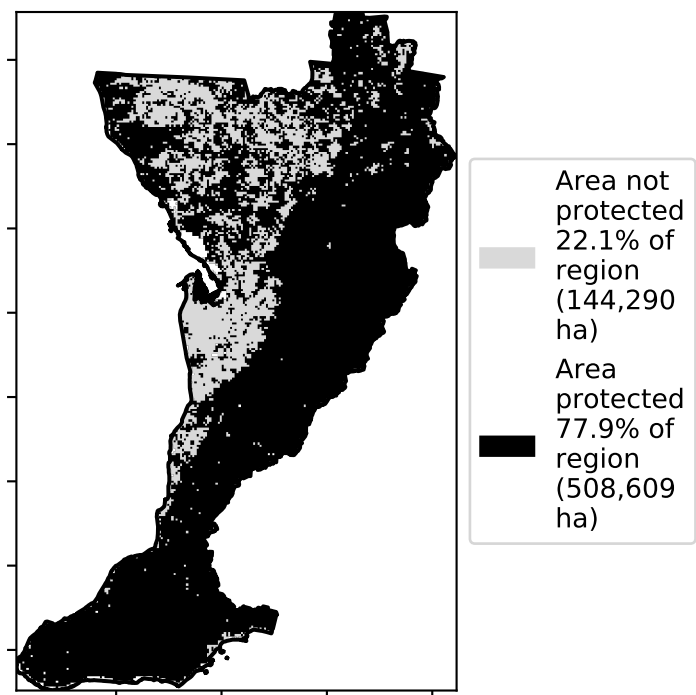 Area not
protected
22.1% of
region
(144,290
ha)
Area
protected
77.9% of
region
(508,609
ha)